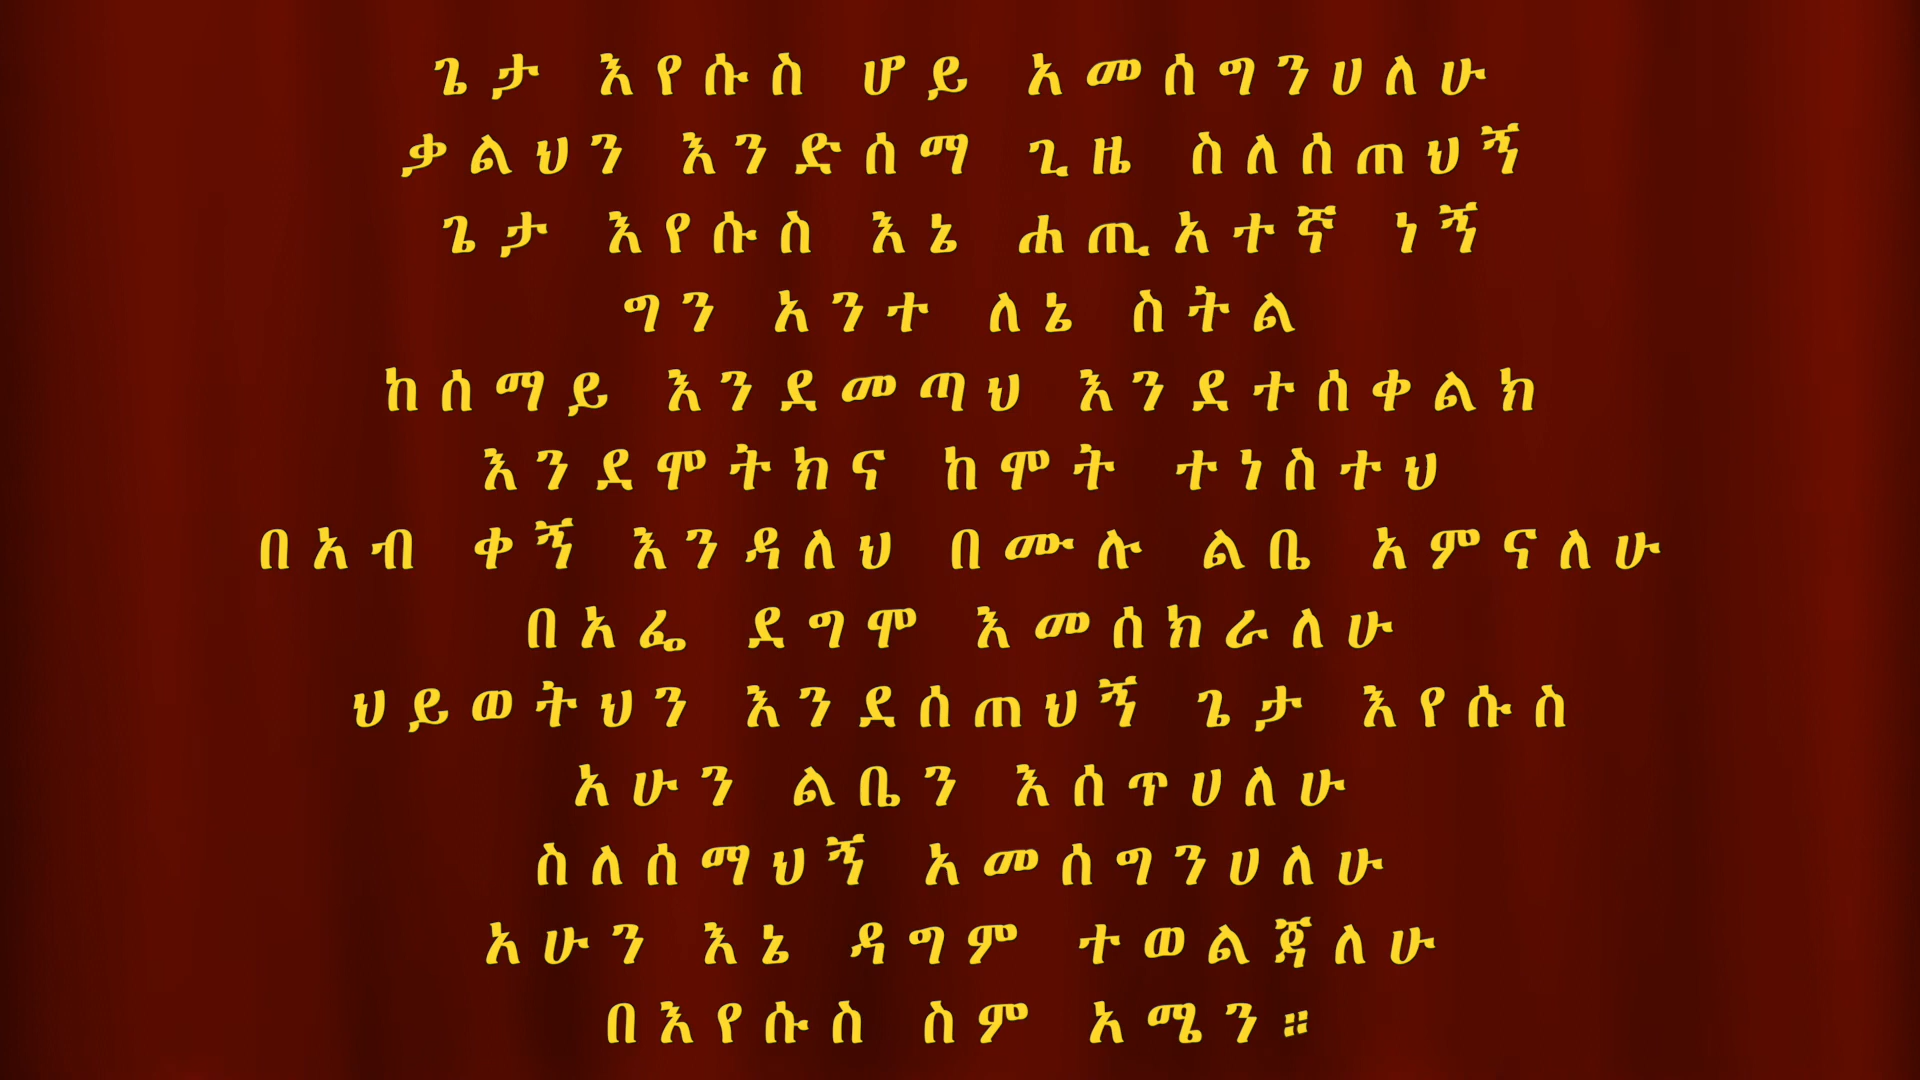 ጌታ እየሱስ ሆይ አመሰግንሀለሁ
ቃልህን እንድሰማ ጊዜ ስለሰጠህኝ
ጌታ እየሱስ እኔ ሐጢአተኛ ነኝ
ግን አንተ ለኔ ስትል
ከሰማይ እንደመጣህ እንደተሰቀልክ
እንደሞትክና ከሞት ተነስተህ
በአብ ቀኝ እንዳለህ በሙሉ ልቤ አምናለሁ
በአፌ ደግሞ እመሰክራለሁ
ህይወትህን እንደሰጠህኝ ጌታ እየሱስ
አሁን ልቤን እሰጥሀለሁ
ስለሰማህኝ አመሰግንሀለሁ
አሁን እኔ ዳግም ተወልጃለሁ
በእየሱስ ስም አሜን።